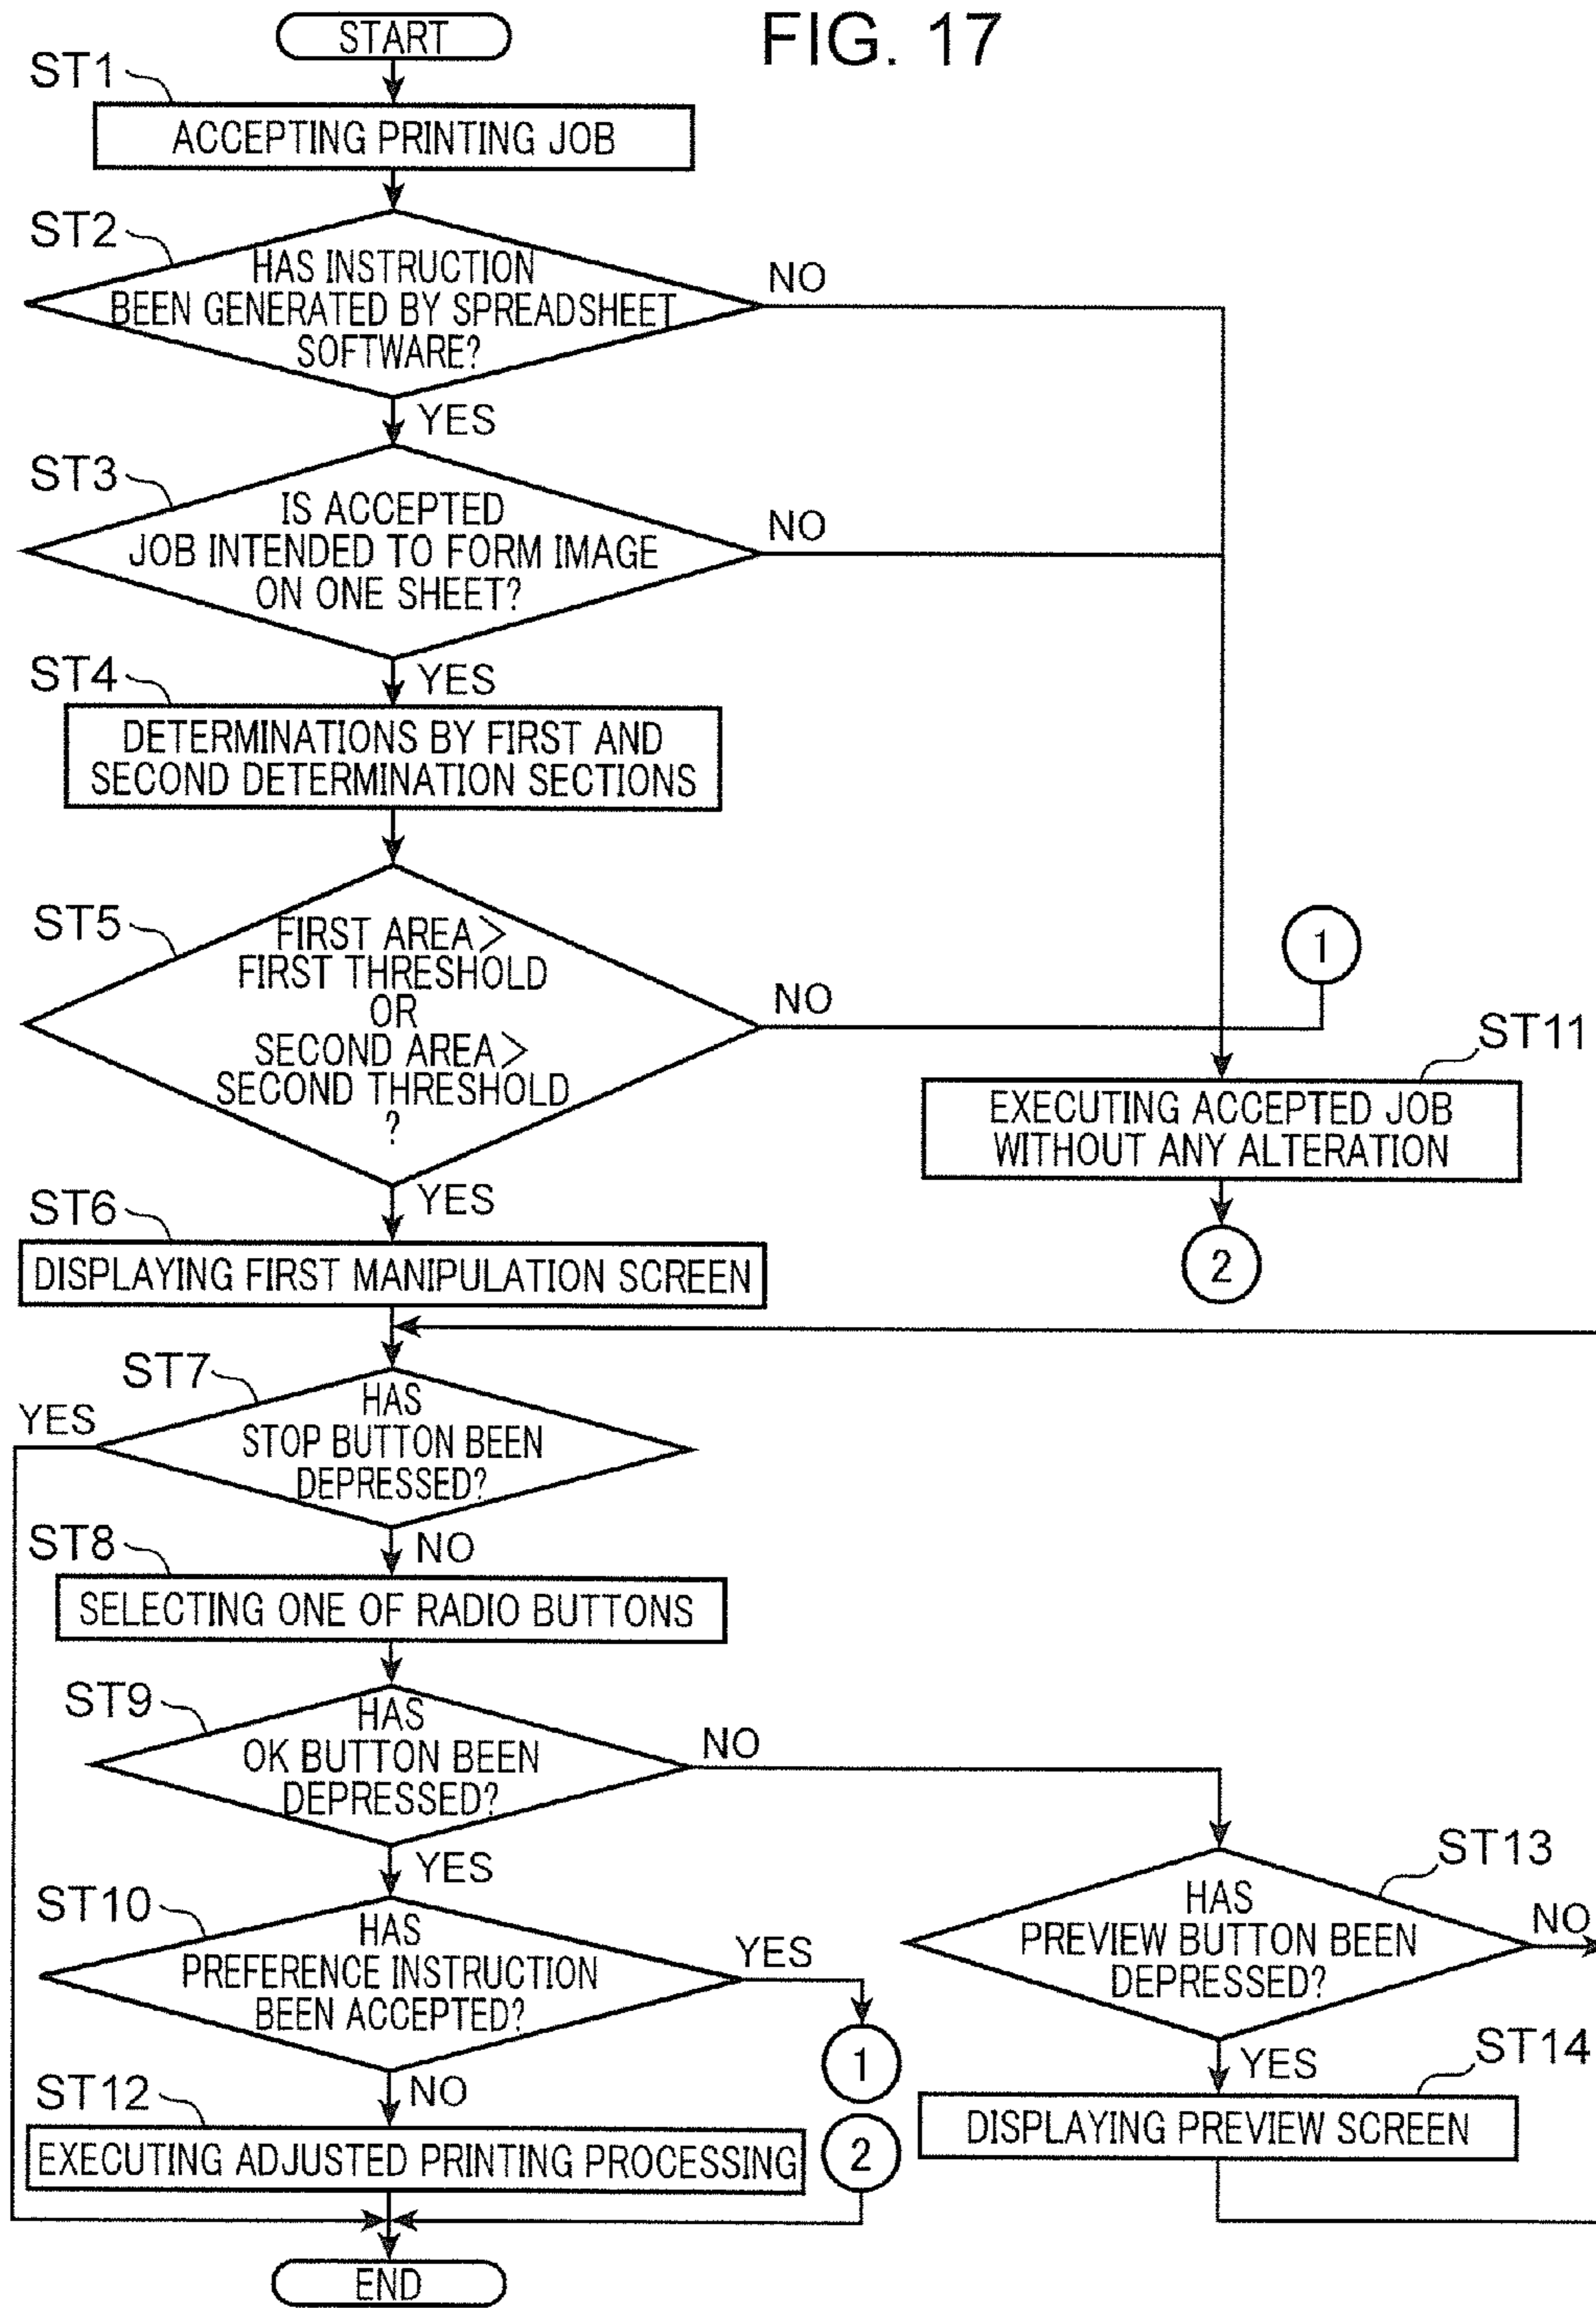 FIG. 17
START
ST1
ACCEPTING PRINTING JOB
ST2
HAS INSTRUCTION
BEEN GENERATED BY SPREADSHEET
SOFTWARE?
NO
YES
ST3
IS ACCEPTED
JOB INTENDED TO FORM IMAGE
ON ONE SHEET?
NO
YES
ST4
DETERMINATIONS BY FIRST AND
SECOND DETERMINATION SECTIONS
ST5
FIRST AREA>
FIRST THRESHOLD
OR
SECOND AREA>
SECOND THRESHOLD
?
NO
1
YES
ST11
EXECUTING ACCEPTED JOB
WITHOUT ANY ALTERATION
2
ST6
DISPLAYING FIRST MANIPULATION SCREEN
ST7
HAS
STOP BUTTON BEEN
DEPRESSED?
YES
NO
ST8
SELECTING ONE OF RADIO BUTTONS
ST9
HAS
OK BUTTON BEEN
DEPRESSED?
NO
YES
ST13
HAS
PREVIEW BUTTON BEEN
DEPRESSED?
NO
YES
ST10
HAS
PREFERENCE INSTRUCTION
BEEN ACCEPTED?
YES
1
NO
ST14
DISPLAYING PREVIEW SCREEN
ST12
EXECUTING ADJUSTED PRINTING PROCESSING
2
END